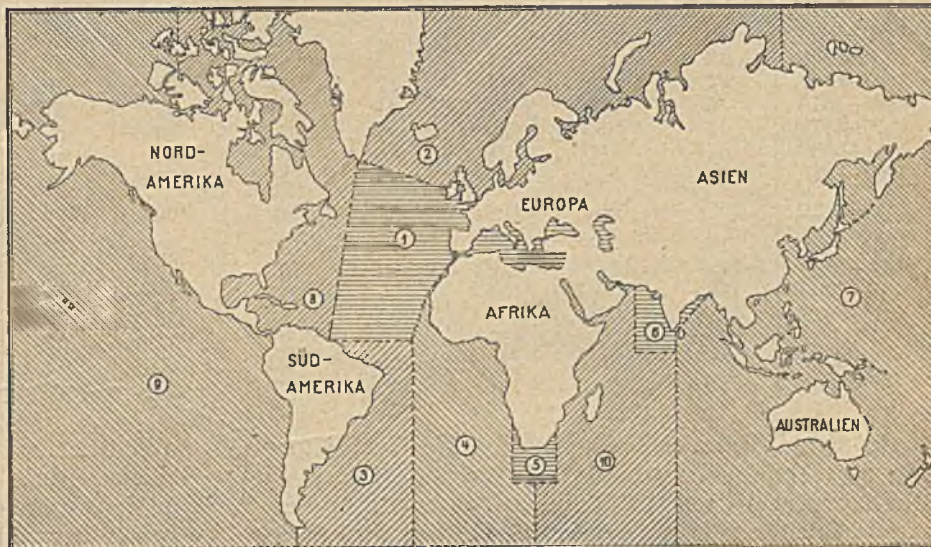 NORD-
AMERIKA
EUROPA
ASIEN
AFRIKA
SÜD-
AMERIKA
AUSTRALIEN
1
2
3
4
5
6
7
8
9
10